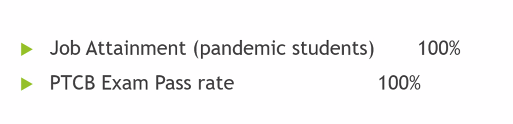 Job Attainment (pandemic students) 100%
PTCB Exam Pass rate 100%